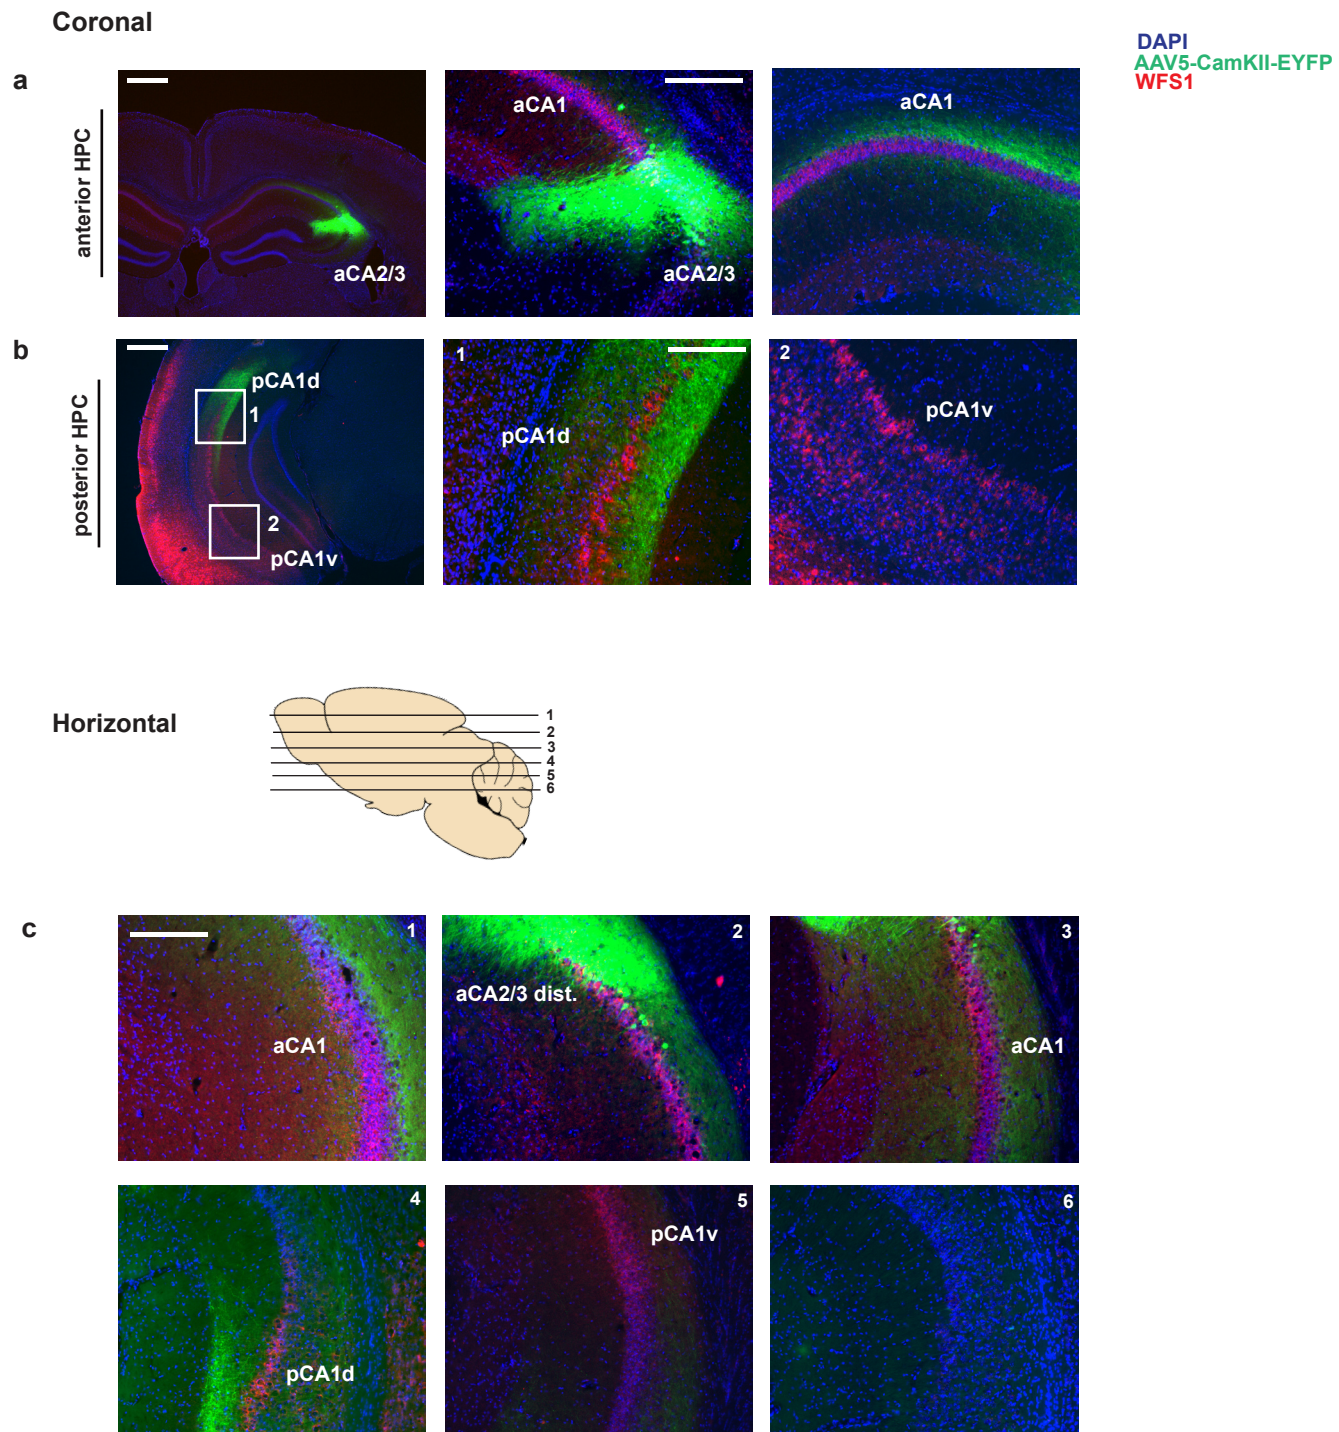 Coronal
DAPI
AAV5-CamKII-EYFP
WFS1
a
anterior HPC
aCA2/3
aCA1
aCA2/3
aCA1
b
posterior HPC
pCA1d
1
2
pCA1v
1
pCA1d
2
pCA1v
Horizontal
1
2
3
4
5
6
c
1
aCA1
2
aCA2/3 dist.
3
aCA1
4
pCA1d
5
pCA1v
6